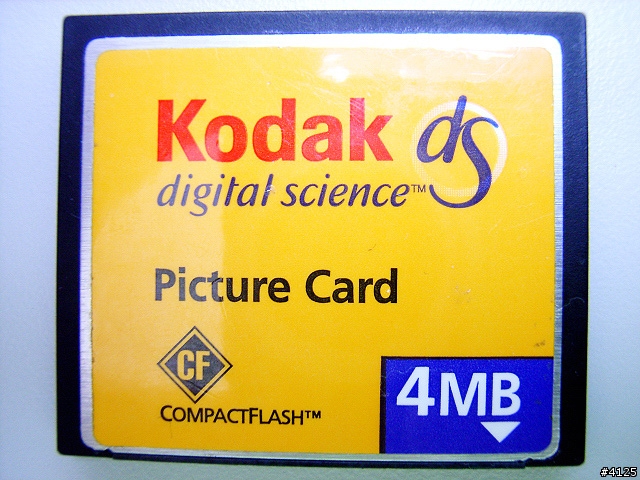 Kodak ds
digital science™
Picture Card
CF
COMPACTFLASH™
4MB
#4125